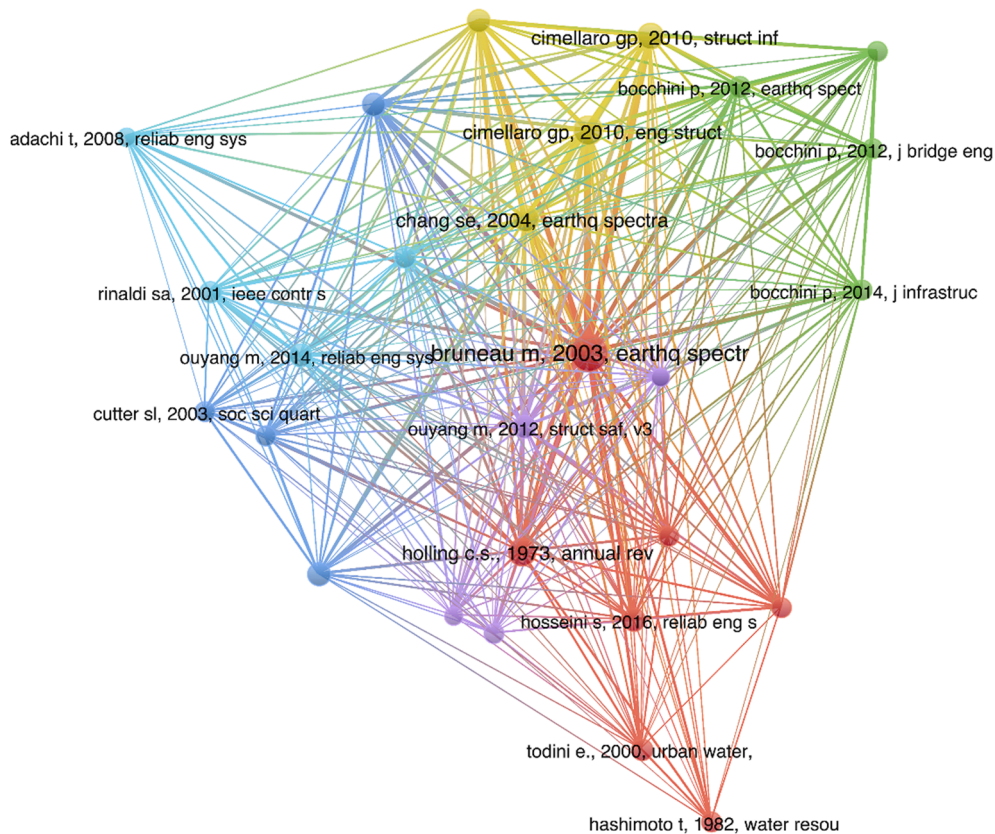 cimellaro gp, 2010, struct inf
bocchini p, 2012, earthq spect
cimellaro gp, 2010, eng struct
adachi t, 2008, reliab eng sys
bocchini p, 2012, j bridge eng
chang se, 2004, earthq spectra
rinaldi sa, 2001, ieee contr s
bocchini p, 2014, j infrastruc
bruneau m, 2003, earthq spectr
ouyang m, 2014, reliab eng sys
cutter sl, 2003, soc sci quart
ouyang m, 2012, struct saf, v3
holling c.s., 1973, annual rev
hosseini s, 2016, reliab eng s
todini e., 2000, urban water,
hashimoto t, 1982, water resou